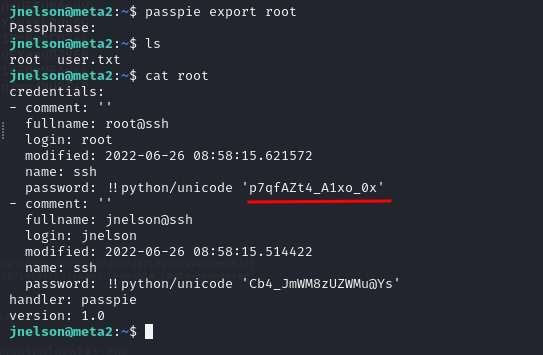 jnelson@meta2:~$ passpie export root
Passphrase:
jnelson@meta2:~$ ls
root  user.txt
jnelson@meta2:~$ cat root
credentials:
- comment: ''
  fullname: root@ssh
  login: root
  modified: 2022-06-26 08:58:15.621572
  name: ssh
  password: !!python/unicode 'p7qfAZt4_A1xo_0x'
- comment: ''
  fullname: jnelson@ssh
  login: jnelson
  modified: 2022-06-26 08:58:15.514422
  name: ssh
  password: !!python/unicode 'Cb4_JmWM8zUZWMu@Ys'
handler: passpie
version: 1.0
jnelson@meta2:~$